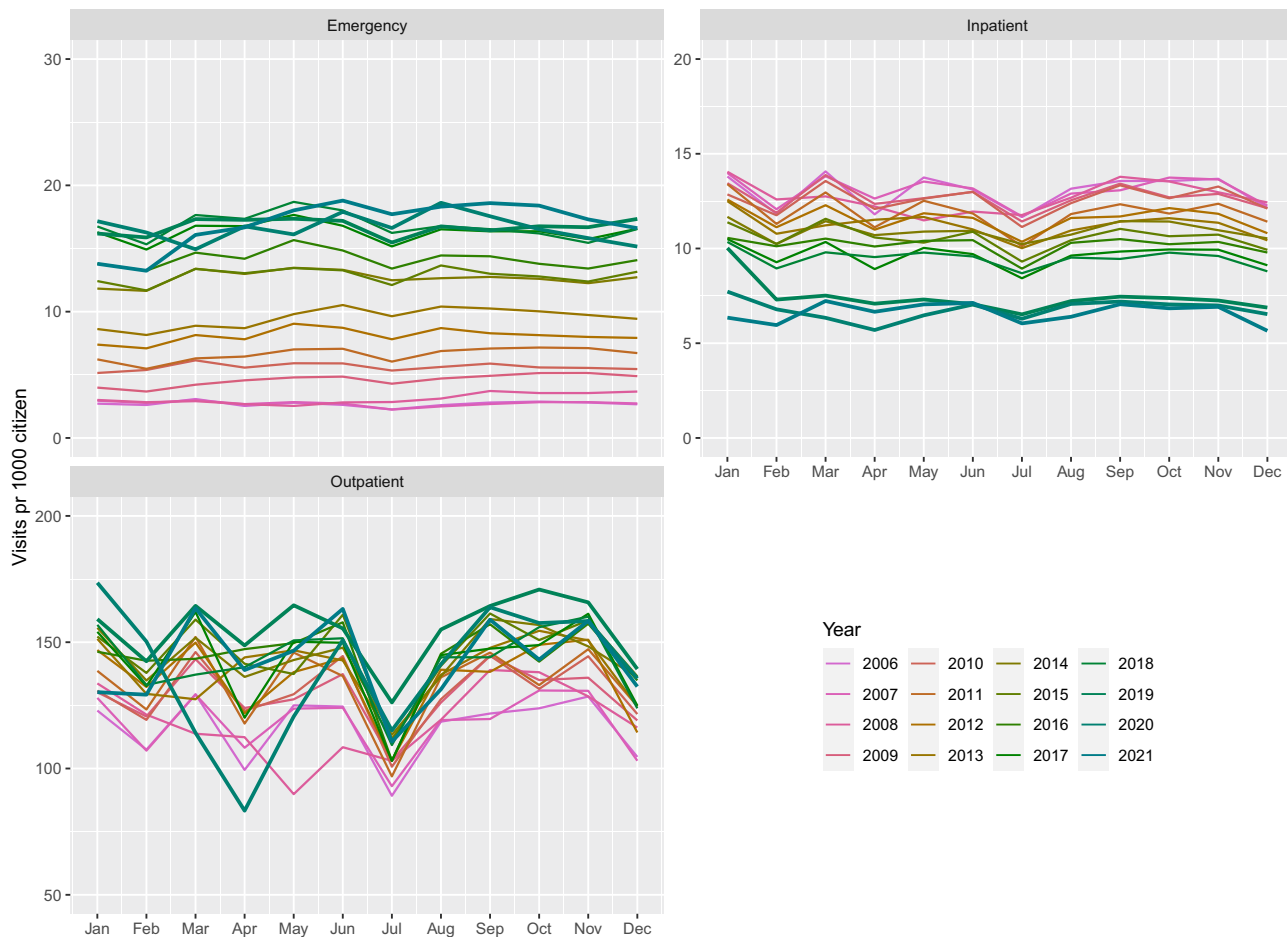 Emergency
Inpatient
30
20
10
0
20
15
10
5
0
Jan Feb Mar Apr May Jun Jul Aug Sep Oct Nov Dec
Outpatient
200
150
100
50
Jan Feb Mar Apr May Jun Jul Aug Sep Oct Nov Dec
Visits pr 1000 citizen
Year
2006 2010 2014 2018
2007 2011 2015 2019
2008 2012 2016 2020
2009 2013 2017 2021